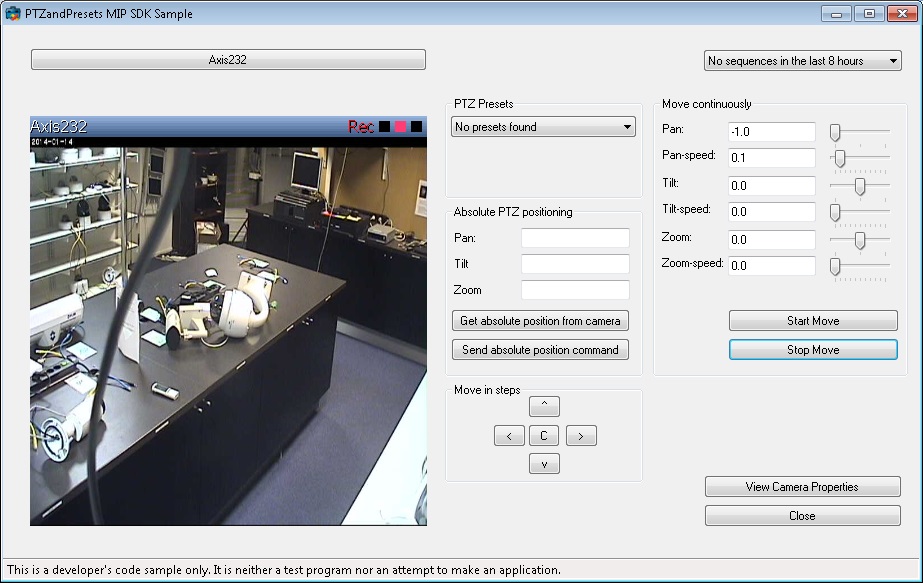 PTZandPresets MIP SDK Sample
Axis232
No sequences in the last 8 hours
Axis232 Rec
2014-01-14
PTZ Presets
No presets found
Absolute PTZ positioning
Pan:
Tilt
Zoom
Get absolute position from camera
Send absolute position command
Move in steps
^
< C >
v
Move continuously
Pan: -1.0
Pan-speed: 0.1
Tilt: 0.0
Tilt-speed: 0.0
Zoom: 0.0
Zoom-speed: 0.0
Start Move
Stop Move
View Camera Properties
Close
This is a developer's code sample only. It is neither a test program nor an attempt to make an application.